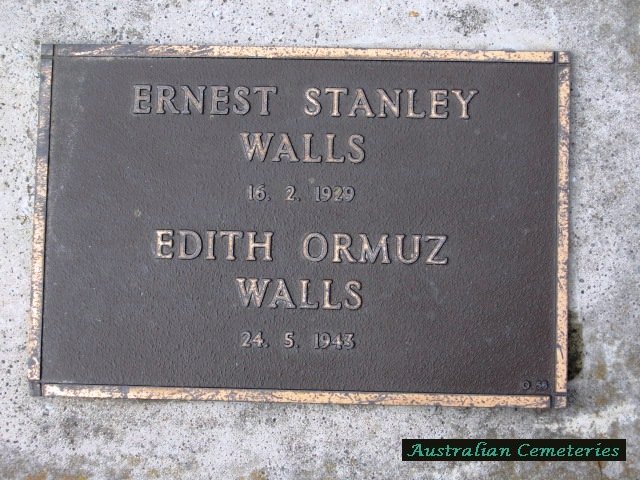 ERNEST STANLEY
WALLS
16. 2. 1929
EDITH ORMUZ
WALLS
24. 5. 1943
Australian Cemeteries